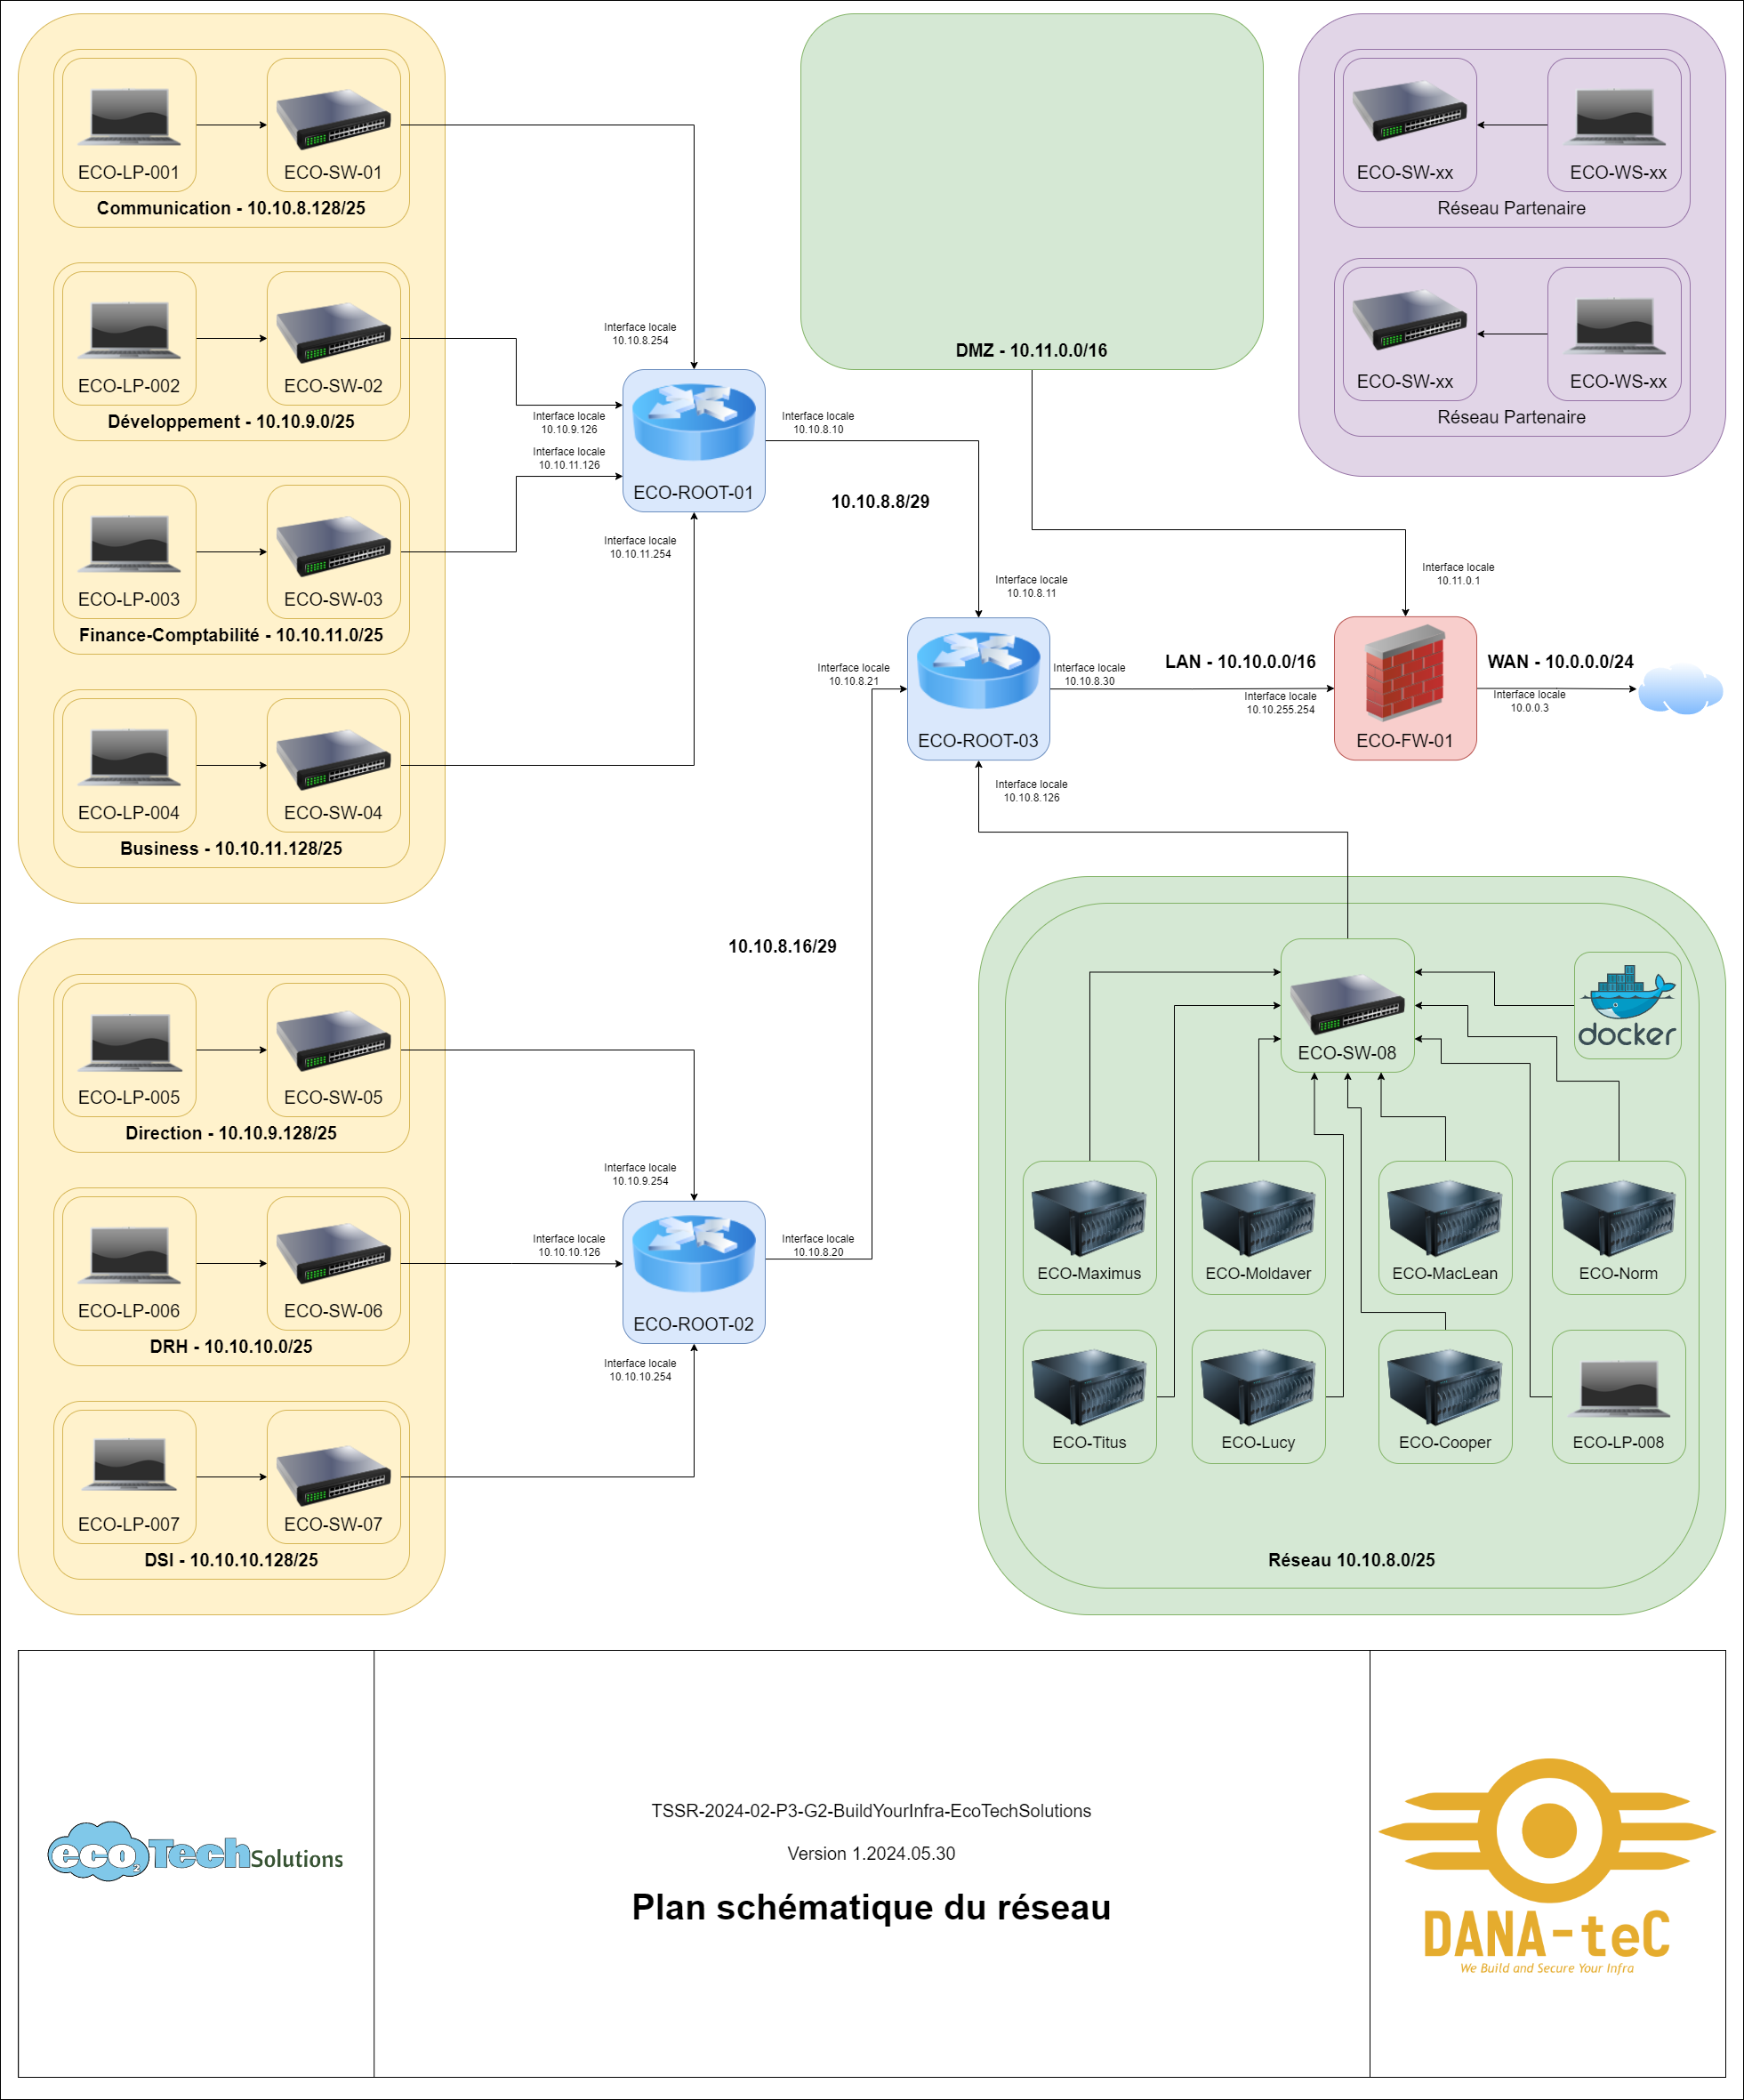 ECO-LP-001
ECO-SW-01
Communication - 10.10.8.128/25
ECO-LP-002
ECO-SW-02
Développement - 10.10.9.0/25
ECO-LP-003
ECO-SW-03
Finance-Comptabilité - 10.10.11.0/25
ECO-LP-004
ECO-SW-04
Business - 10.10.11.128/25
Interface locale
10.10.8.254
Interface locale
10.10.9.126
Interface locale
10.10.11.126
Interface locale
10.10.11.254
ECO-ROOT-01
Interface locale
10.10.8.10
10.10.8.8/29
DMZ - 10.11.0.0/16
ECO-SW-xx
ECO-WS-xx
Réseau Partenaire
ECO-SW-xx
ECO-WS-xx
Réseau Partenaire
Interface locale
10.10.8.11
Interface locale
10.10.8.21
ECO-ROOT-03
Interface locale
10.10.8.30
LAN - 10.10.0.0/16
Interface locale
10.10.255.254
Interface locale
10.11.0.1
ECO-FW-01
WAN - 10.0.0.0/24
Interface locale
10.0.0.3
Interface locale
10.10.8.126
10.10.8.16/29
ECO-LP-005
ECO-SW-05
Direction - 10.10.9.128/25
ECO-LP-006
ECO-SW-06
DRH - 10.10.10.0/25
ECO-LP-007
ECO-SW-07
DSI - 10.10.10.128/25
Interface locale
10.10.9.254
Interface locale
10.10.10.126
Interface locale
10.10.10.254
ECO-ROOT-02
Interface locale
10.10.8.20
ECO-SW-08
docker
ECO-Maximus
ECO-Moldaver
ECO-MacLean
ECO-Norm
ECO-Titus
ECO-Lucy
ECO-Cooper
ECO-LP-008
Réseau 10.10.8.0/25
eco2TechSolutions
TSSR-2024-02-P3-G2-BuildYourInfra-EcoTechSolutions
Version 1.2024.05.30
Plan schématique du réseau
DANA-teC
We Build and Secure Your Infra